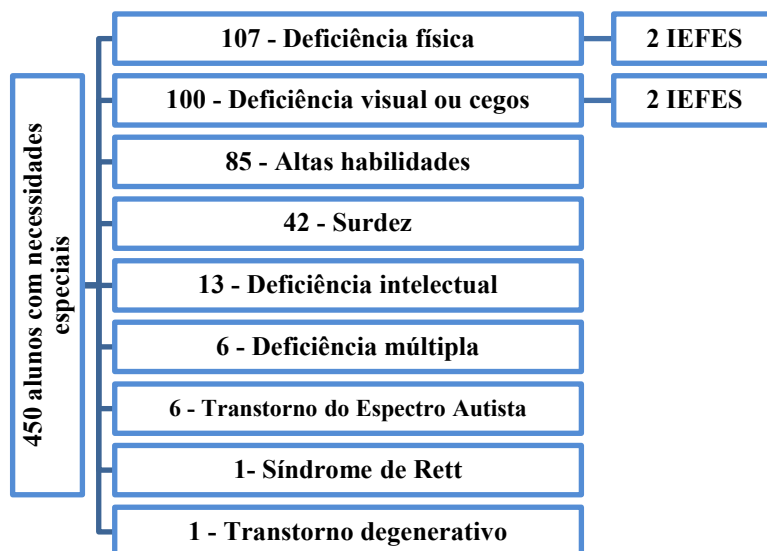 450 alunos com necessidades
especiais
107 - Deficiência física
2 IEFES
100 - Deficiência visual ou cegos
2 IEFES
85 - Altas habilidades
42 - Surdez
13 - Deficiência intelectual
6 - Deficiência múltipla
6 - Transtorno do Espectro Autista
1- Síndrome de Rett
1 - Transtorno degenerativo